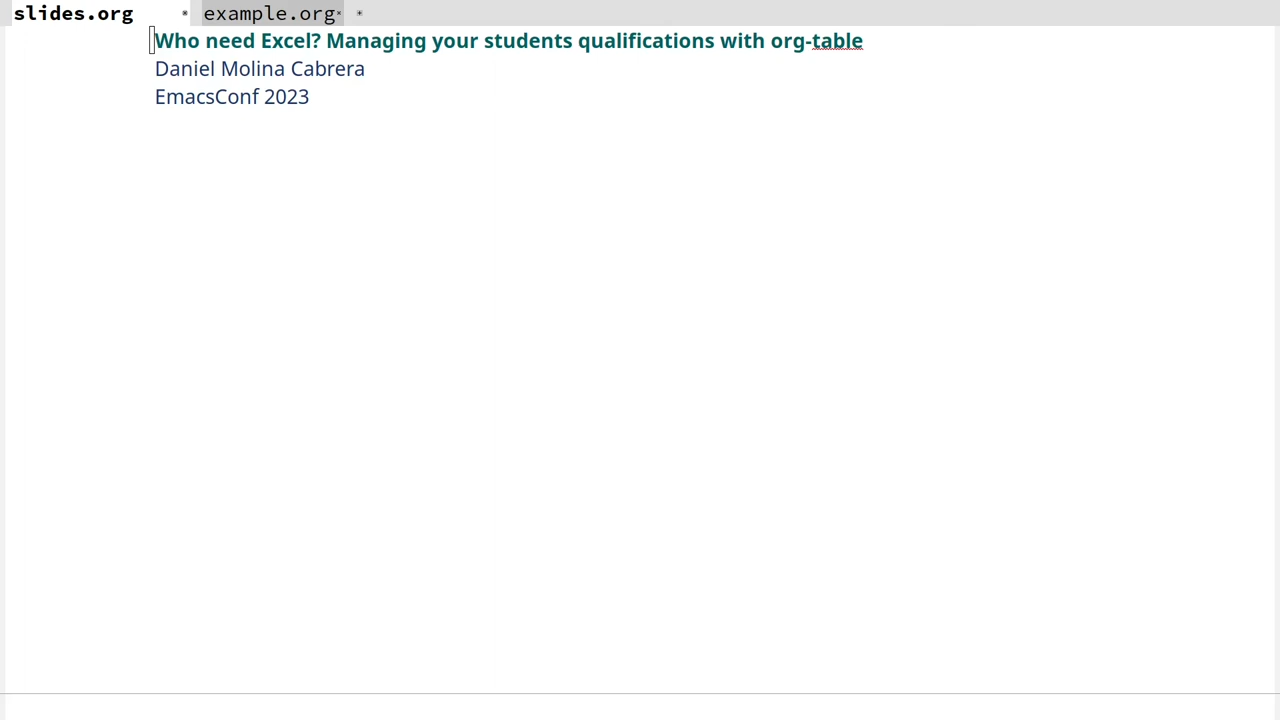 slides.org * example.org* *
Who need Excel? Managing your students qualifications with org-table
Daniel Molina Cabrera
EmacsConf 2023